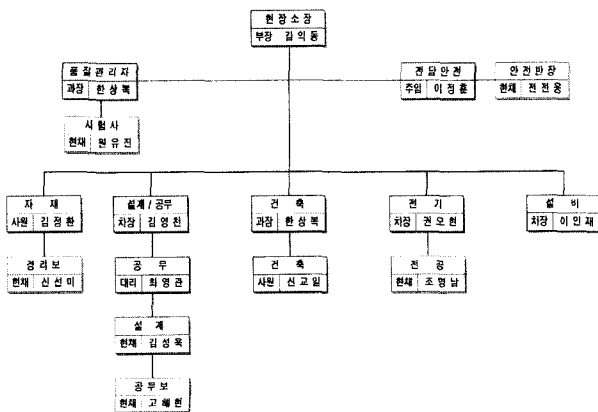 현장소장
부장 김익동
품질관리자
과장 한상복
전담안전
주임 이정훈
안전반장
현채 전전웅
시험사
현채 원유진
자재
사원 김정환
설계/공무
차장 김영천
건축
과장 한상복
전기
차장 권오현
설비
차장 이인재
경리보
현채 신선미
공무
대리 최영관
건축
사원 신교일
전공
현채 조형남
설계
현채 김성욱
공무보
현채 고혜현